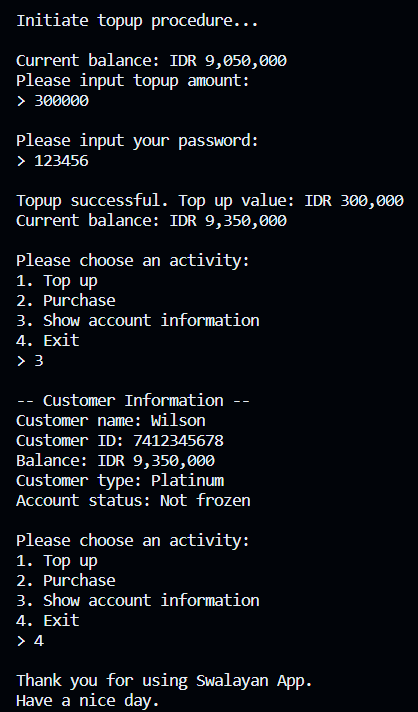 Initiate topup procedure...
Current balance: IDR 9,050,000
Please input topup amount:
> 300000
Please input your password:
> 123456
Topup successful. Top up value: IDR 300,000
Current balance: IDR 9,350,000
Please choose an activity:
1. Top up
2. Purchase
3. Show account information
4. Exit
> 3
-- Customer Information --
Customer name: Wilson
Customer ID: 7412345678
Balance: IDR 9,350,000
Customer type: Platinum
Account status: Not frozen
Please choose an activity:
1. Top up
2. Purchase
3. Show account information
4. Exit
> 4
Thank you for using Swalayan App.
Have a nice day.